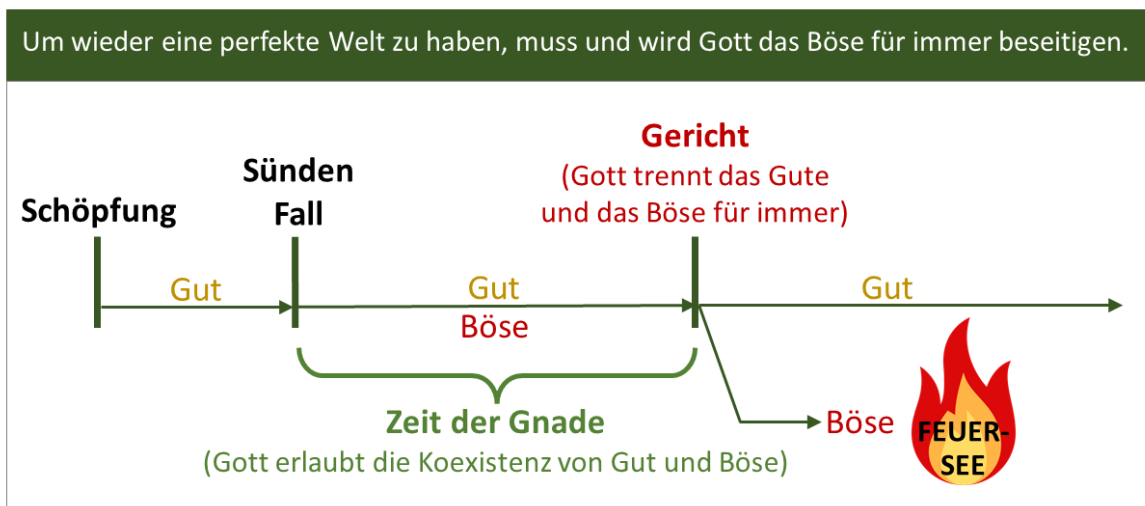 Um wieder eine perfekte Welt zu haben, muss und wird Gott das Böse für immer beseitigen.
Schöpfung
Sünden
Fall
Gericht
(Gott trennt das Gute
und das Böse für immer)
Gut
Gut
Böse
Gut
Zeit der Gnade
(Gott erlaubt die Koexistenz von Gut und Böse)
Böse
FEUER-
SEE